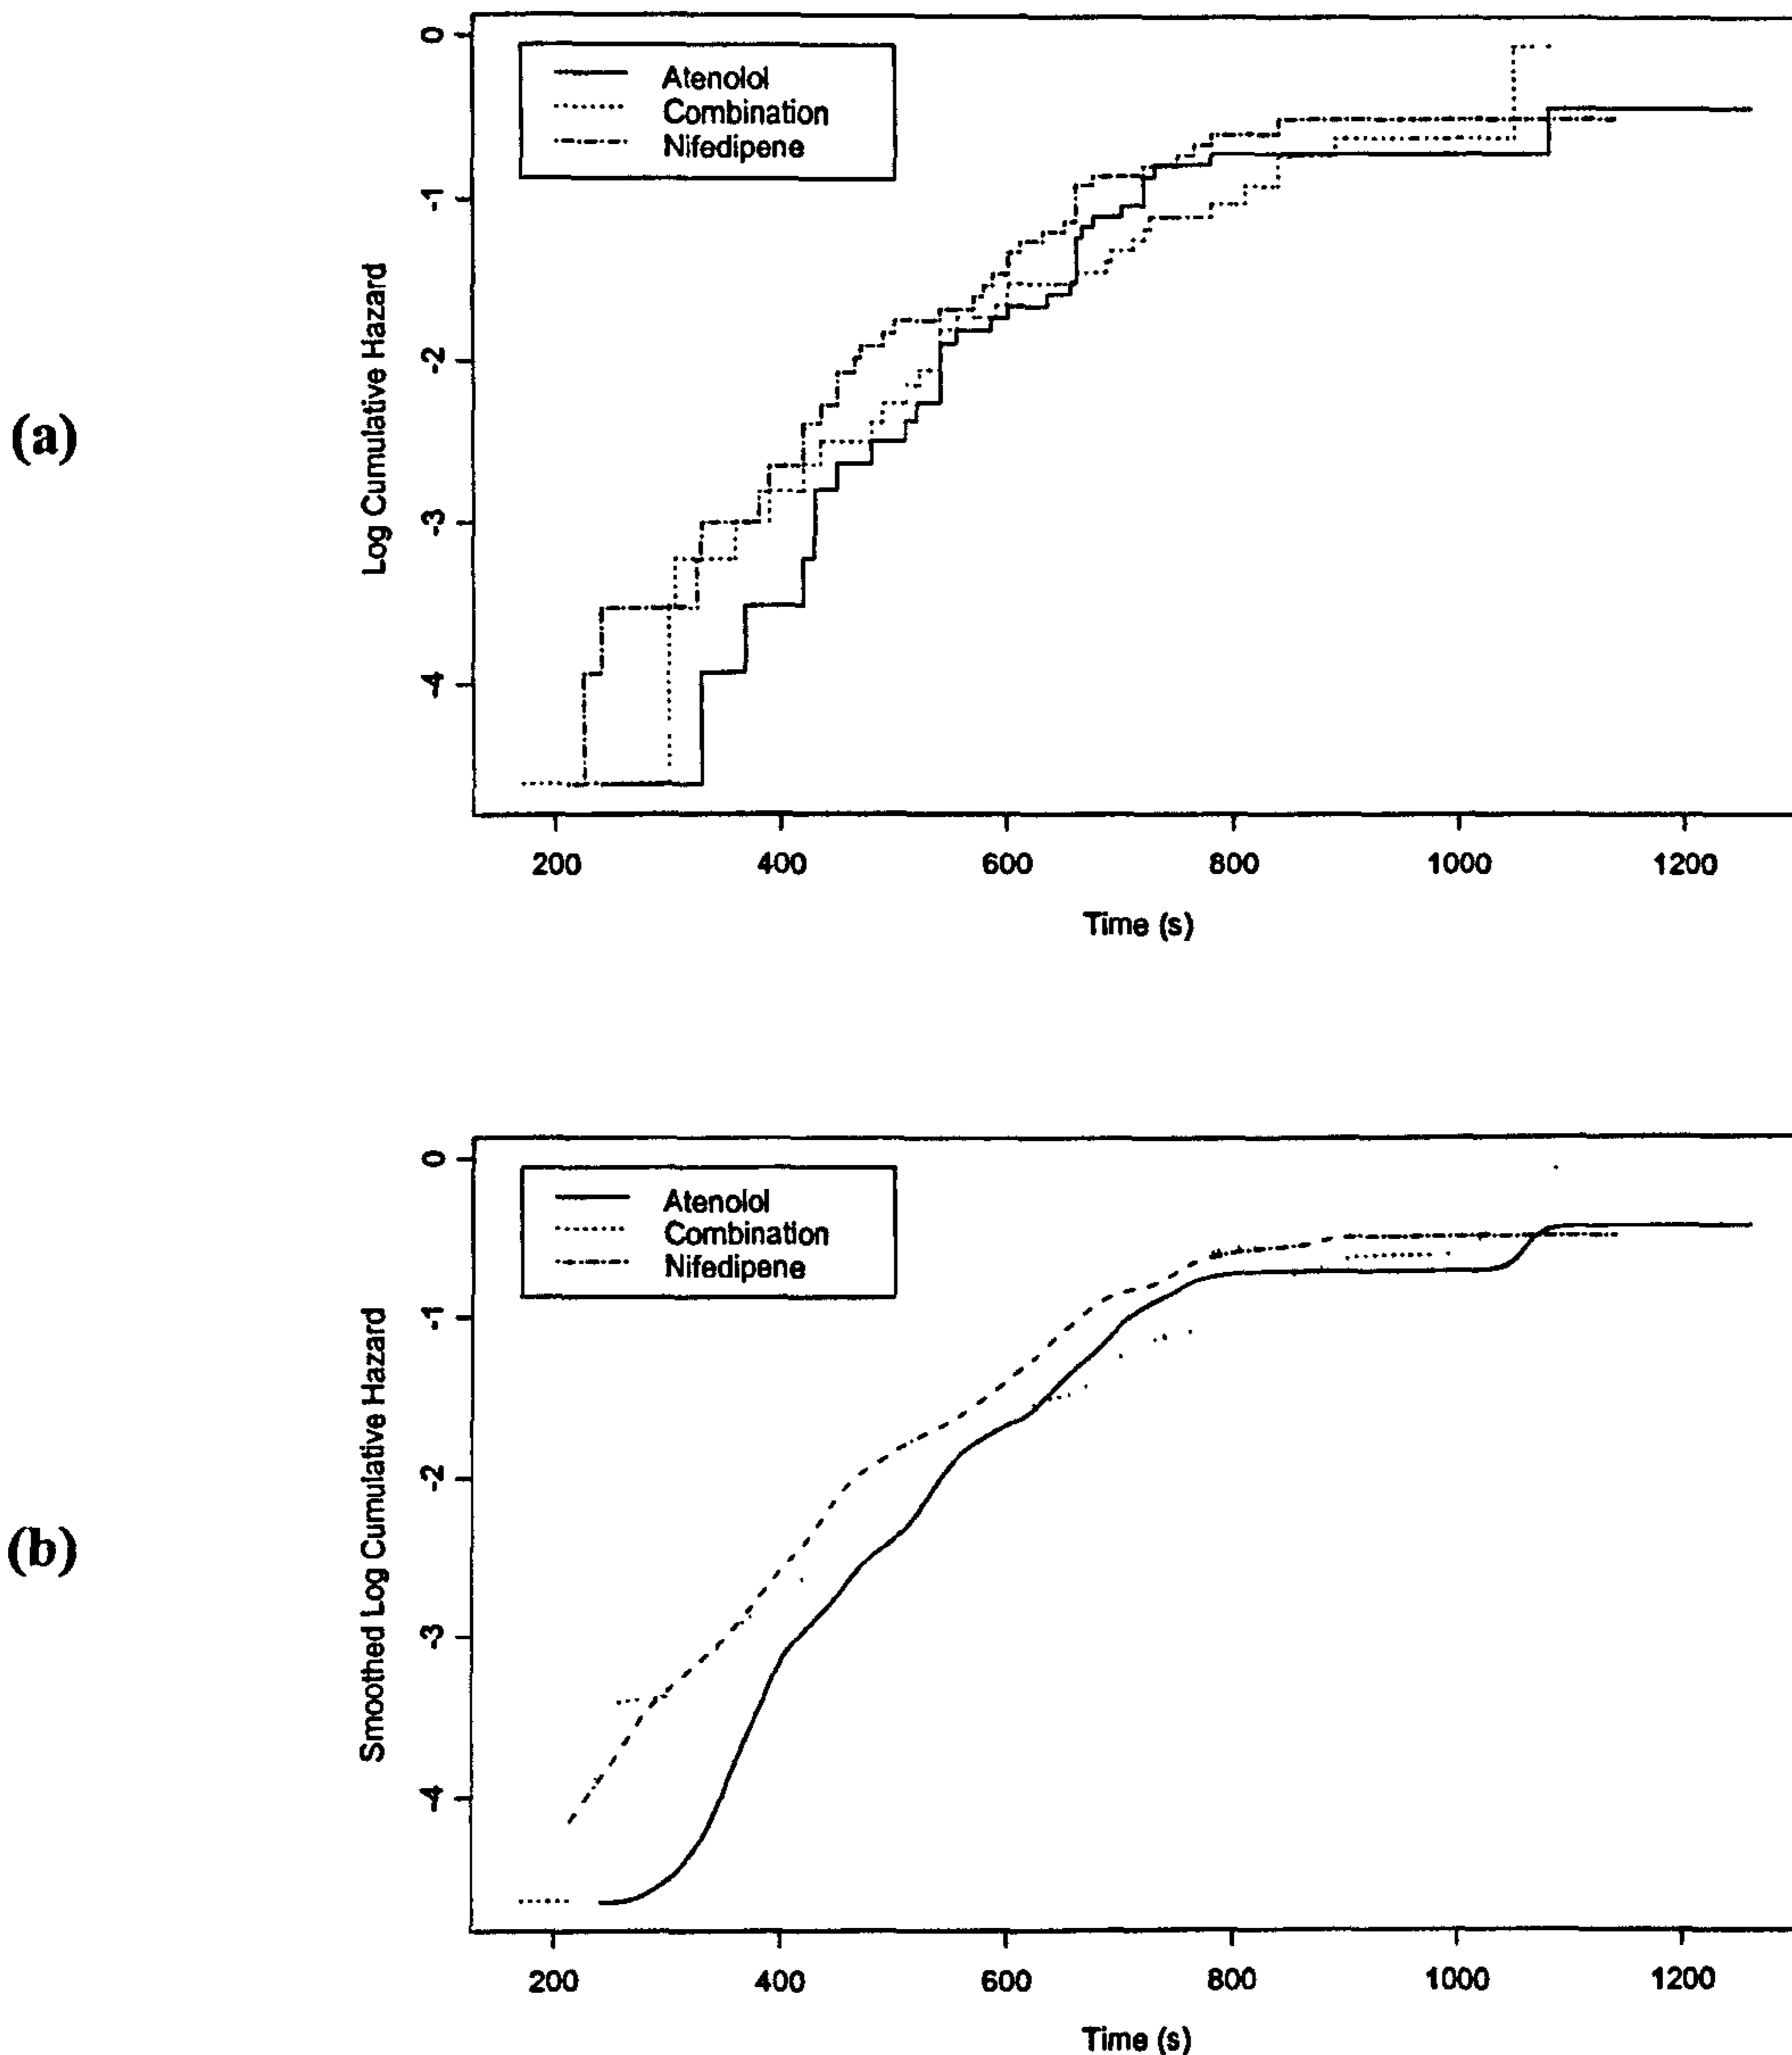 (a)
Log Cumulative Hazard
0
-1
-2
-3
-4
Atenolol
Combination
Nifedipene
200 400 600 800 1000 1200
Time (s)
(b)
Smoothed Log Cumulative Hazard
0
-1
-2
-3
-4
Atenolol
Combination
Nifedipene
200 400 600 800 1000 1200
Time (s)